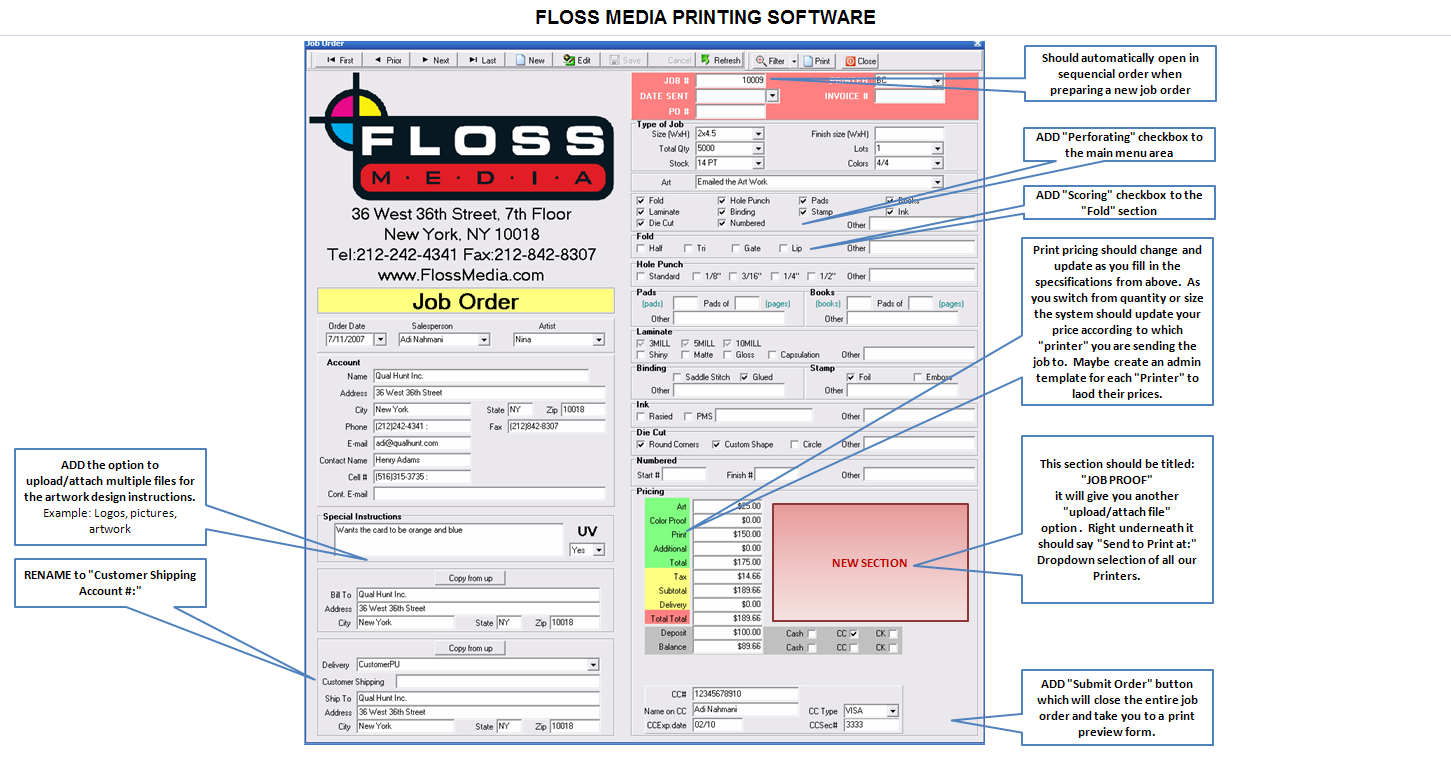 FLOSS MEDIA PRINTING SOFTWARE
Job Order
First Prior Next Last New Edit Save Cancel Refresh Filter Print Close
FLOSS
M·E·D·I·A
36 West 36th Street, 7th Floor
New York, NY 10018
Tel:212-242-4341 Fax:212-842-8307
www.FlossMedia.com
Job Order
Order Date Salesperson Artist
7/11/2007 Adi Nahmani Nina
Account
Name Qual Hunt Inc.
Address 36 West 36th Street
City New York State NY Zip 10018
Phone (212)242-4341 : Fax (212)842-8307
E-mail adi@qualhunt.com
Contact Name Henry Adams
Cell # (516)315-3735 :
Cont. E-mail
Special Instructions
Wants the card to be orange and blue
UV
Yes
Copy from up
Bill To Qual Hunt Inc.
Address 36 West 36th Street
City New York State NY Zip 10018
Copy from up
Delivery CustomerPU
Customer Shipping
Ship To Qual Hunt Inc.
Address 36 West 36th Street
City New York State NY Zip 10018
JOB # 10009 PRINTER BC
DATE SENT INVOICE #
PO #
Type of Job
Size (WxH) 2x4.5 Finish size (WxH)
Total Qty 5000 Lots 1
Stock 14 PT Colors 4/4
Art Emailed the Art Work
Fold Hole Punch Pads Books
Laminate Binding Stamp Ink
Die Cut Numbered Other
Fold
Half Tri Gate Lip Other
Hole Punch
Standard 1/8" 3/16" 1/4" 1/2" Other
Pads Books
(pads) Pads of (pages) (books) Pads of (pages)
Other Other
Laminate
3MILL 5MILL 10MILL
Shiny Matte Gloss Capsulation Other
Binding Stamp
Saddle Stitch Glued Foil Emboss
Other Other
Ink
Rasied PMS Other
Die Cut
Round Corners Custom Shape Circle Other
Numbered
Start # Finish # Other
Pricing
Art $25.00
Color Proof $0.00
Print $150.00
Additional $0.00
Total $175.00
Tax $14.66
Subtotal $189.66
Delivery $0.00
Total Total $189.66
Deposit $100.00 Cash CC CK
Balance $89.66 Cash CC CK
NEW SECTION
CC# 12345678910
Name on CC Adi Nahmani CC Type VISA
CCExp.date 02/10 CCSec# 3333
ADD the option to
upload/attach multiple files for
the artwork design instructions.
Example: Logos, pictures,
artwork
RENAME to "Customer Shipping
Account #:"
Should automatically open in
sequencial order when
preparing a new job order
ADD "Perforating" checkbox to
the main menu area
ADD "Scoring" checkbox to the
"Fold" section
Print pricing should change and
update as you fill in the
specsifications from above. As
you switch from quantity or size
the system should update your
price according to which
"printer" you are sending the
job to. Maybe create an admin
template for each "Printer" to
laod their prices.
This section should be titled:
"JOB PROOF"
it will give you another
"upload/attach file"
option . Right underneath it
should say "Send to Print at:"
Dropdown selection of all our
Printers.
ADD "Submit Order" button
which will close the entire job
order and take you to a print
preview form.